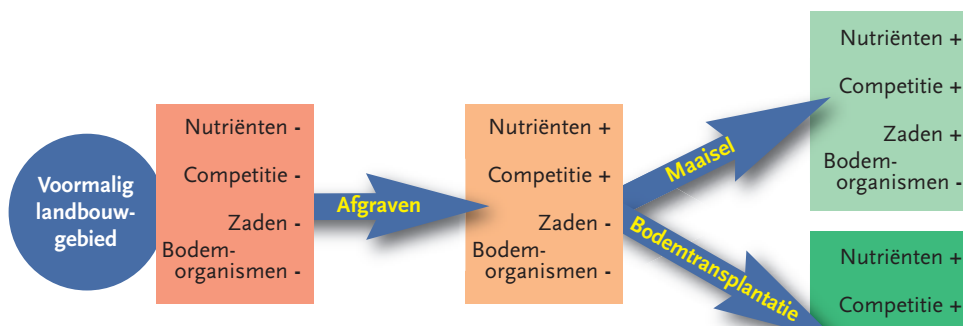 Voormalig
landbouw-
gebied
Nutriënten -
Competitie -
Zaden -
Bodem-
organismen -
Afgraven
Nutriënten +
Competitie +
Zaden -
Bodem-
organismen -
Maaisel
Bodemtransplantatie
Nutriënten +
Competitie +
Zaden +
Bodem-
organismen -
Nutriënten +
Competitie +